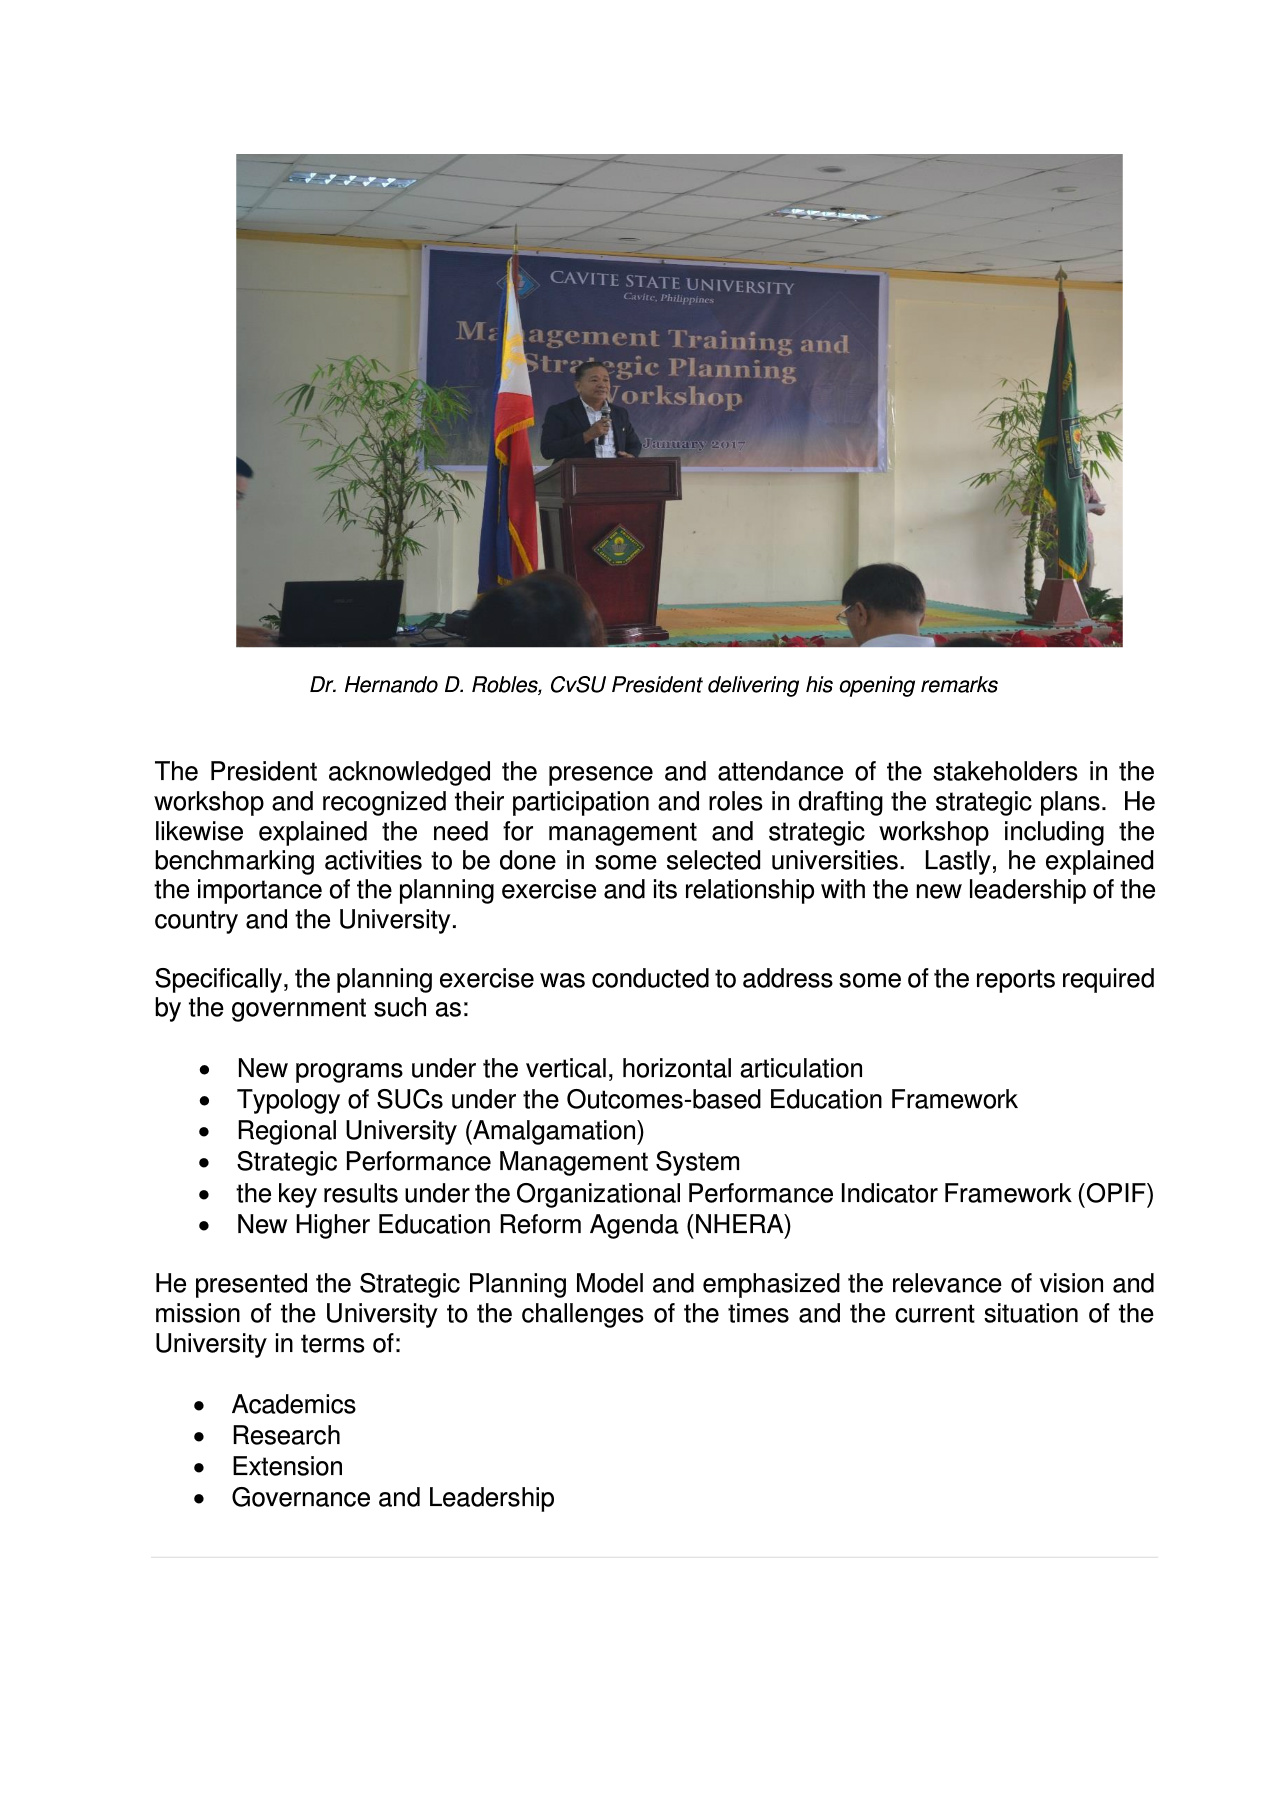 CAVITE STATE UNIVERSITY
Cavite, Philippines
Management Training and
Strategic Planning
Workshop
January 2017
Dr. Hernando D. Robles, CvSU President delivering his opening remarks
The President acknowledged the presence and attendance of the stakeholders in the
workshop and recognized their participation and roles in drafting the strategic plans. He
likewise explained the need for management and strategic workshop including the
benchmarking activities to be done in some selected universities. Lastly, he explained
the importance of the planning exercise and its relationship with the new leadership of the
country and the University.
Specifically, the planning exercise was conducted to address some of the reports required
by the government such as:
• New programs under the vertical, horizontal articulation
• Typology of SUCs under the Outcomes-based Education Framework
• Regional University (Amalgamation)
• Strategic Performance Management System
• the key results under the Organizational Performance Indicator Framework (OPIF)
• New Higher Education Reform Agenda (NHERA)
He presented the Strategic Planning Model and emphasized the relevance of vision and
mission of the University to the challenges of the times and the current situation of the
University in terms of:
• Academics
• Research
• Extension
• Governance and Leadership